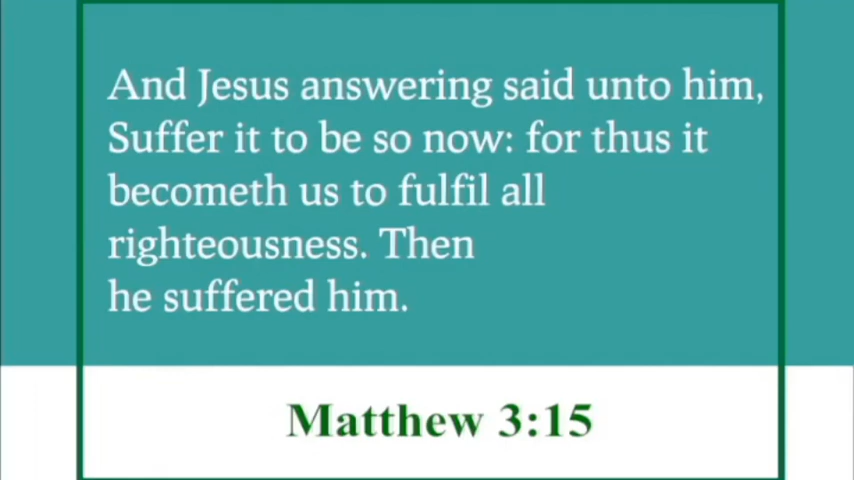 And Jesus answering said unto him,
Suffer it to be so now: for thus it
becometh us to fulfil all
righteousness. Then
he suffered him.
Matthew 3:15